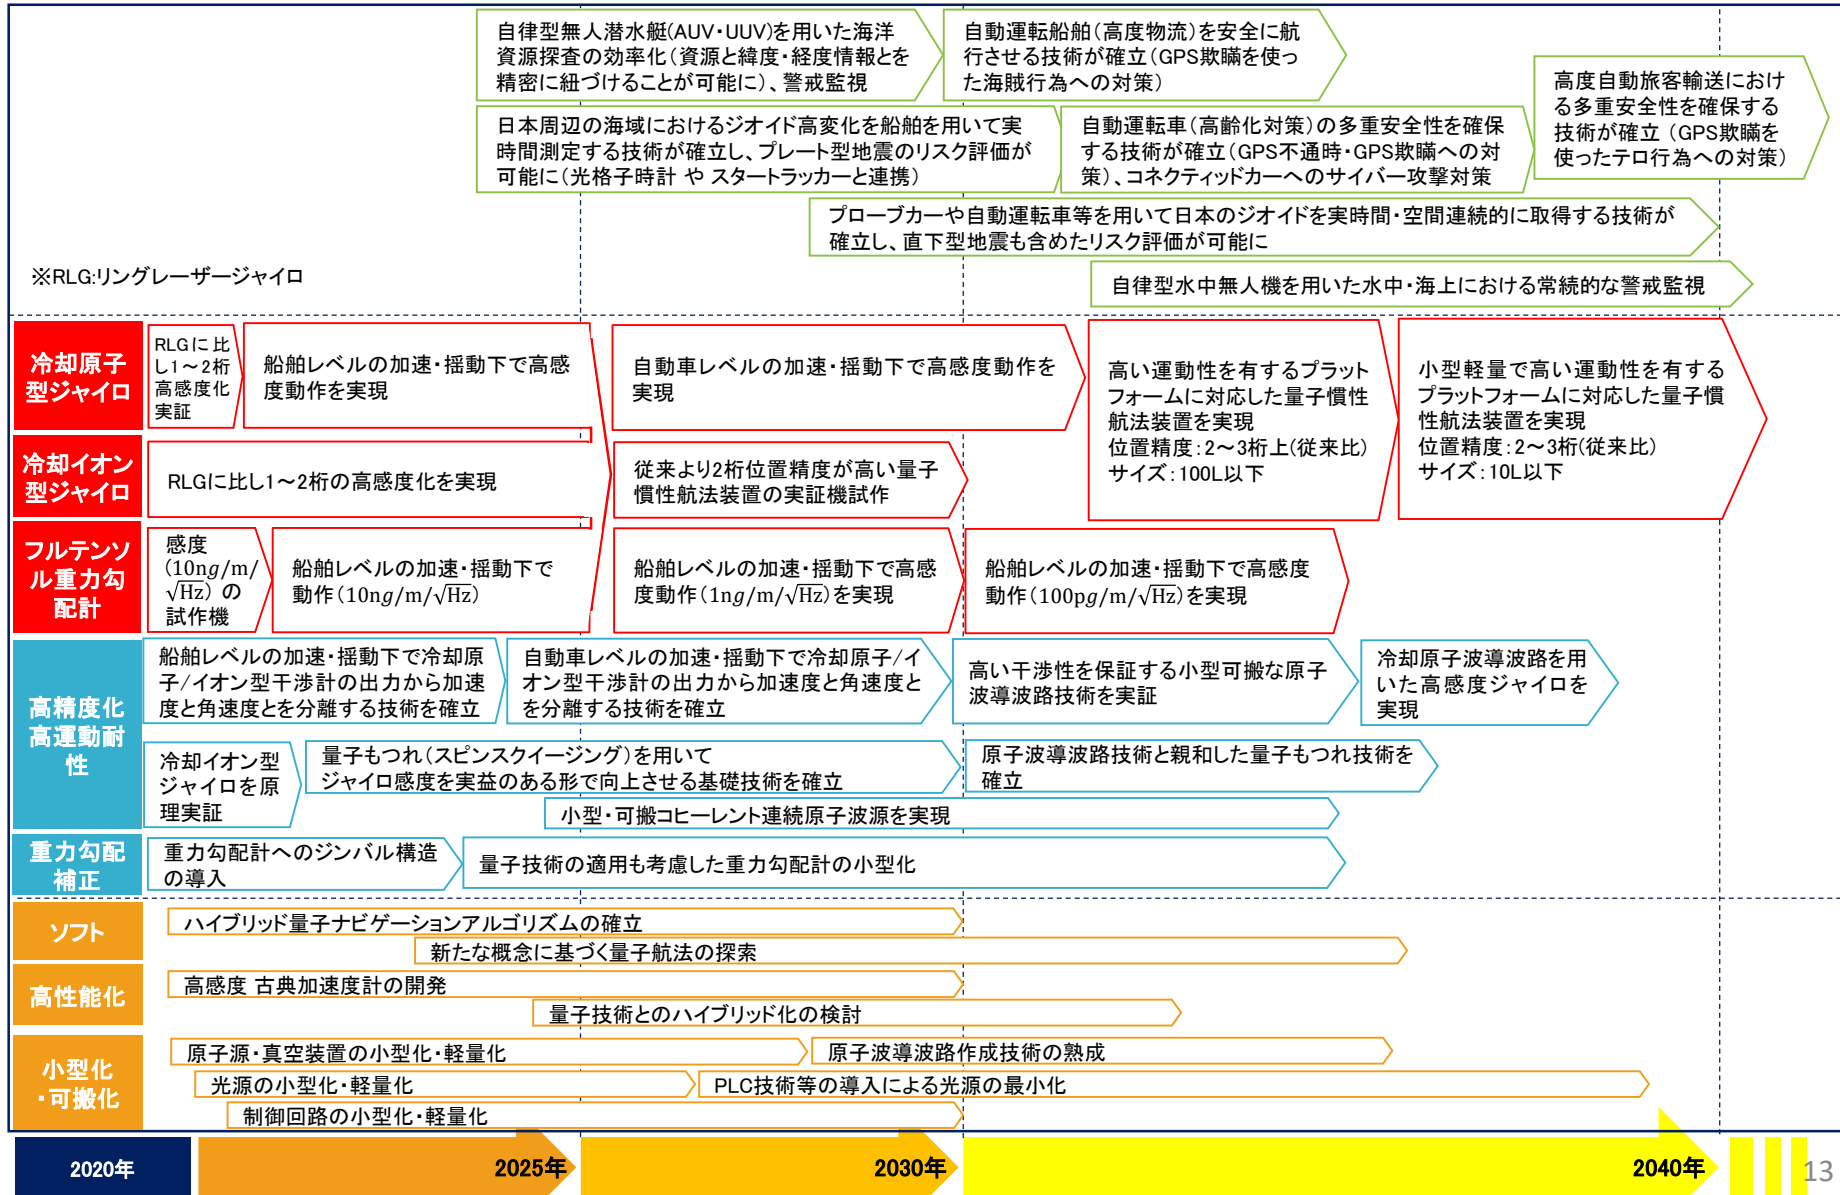 自律型無人潜水艇(AUV・UUV)を用いた海洋
資源探査の効率化(資源と緯度・経度情報とを
精密に紐づけることが可能に)、警戒監視
自動運転船舶(高度物流)を安全に航
行させる技術が確立(GPS欺瞞を使っ
た海賊行為への対策)
高度自動旅客輸送におけ
る多重安全性を確保する
技術が確立 (GPS欺瞞を
使ったテロ行為への対策)
日本周辺の海域におけるジオイド高変化を船舶を用いて実
時間測定する技術が確立し、プレート型地震のリスク評価が
可能に(光格子時計 や スタートラッカーと連携)
自動運転車(高齢化対策)の多重安全性を確保
する技術が確立(GPS不通時・GPS欺瞞への対
策)、コネクティッドカーへのサイバー攻撃対策
プローブカーや自動運転車等を用いて日本のジオイドを実時間・空間連続的に取得する技術が
確立し、直下型地震も含めたリスク評価が可能に
※RLG:リングレーザージャイロ
自律型水中無人機を用いた水中・海上における常続的な警戒監視
冷却原子
型ジャイロ
RLGに比
し1~2桁
高感度化
実証
船舶レベルの加速・揺動下で高感
度動作を実現
自動車レベルの加速・揺動下で高感度動作を
実現
高い運動性を有するプラット
フォームに対応した量子慣性
航法装置を実現
位置精度:2~3桁上(従来比)
サイズ:100L以下
小型軽量で高い運動性を有する
プラットフォームに対応した量子慣
性航法装置を実現
位置精度:2~3桁(従来比)
サイズ:10L以下
冷却イオン
型ジャイロ
RLGに比し1~2桁の高感度化を実現
従来より2桁位置精度が高い量子
慣性航法装置の実証機試作
フルテンソ
ル重力勾
配計
感度
(10ng/m/
√Hz) の
試作機
船舶レベルの加速・揺動下で
動作(10ng/m/√Hz)
船舶レベルの加速・揺動下で高感
度動作(1ng/m/√Hz)を実現
船舶レベルの加速・揺動下で高感度
動作(100pg/m/√Hz)を実現
高精度化
高運動耐
性
船舶レベルの加速・揺動下で冷却原
子/イオン型干渉計の出力から加速
度と角速度とを分離する技術を確立
自動車レベルの加速・揺動下で冷却原子/イ
オン型干渉計の出力から加速度と角速度と
を分離する技術を確立
高い干渉性を保証する小型可搬な原子
波導波路技術を実証
冷却原子波導波路を用
いた高感度ジャイロを
実現
冷却イオン型
ジャイロを原
理実証
量子もつれ(スピンスクイージング)を用いて
ジャイロ感度を実益のある形で向上させる基礎技術を確立
原子波導波路技術と親和した量子もつれ技術を
確立
小型・可搬コヒーレント連続原子波源を実現
重力勾配
補正
重力勾配計へのジンバル構造
の導入
量子技術の適用も考慮した重力勾配計の小型化
ソフト
ハイブリッド量子ナビゲーションアルゴリズムの確立
新たな概念に基づく量子航法の探索
高性能化
高感度 古典加速度計の開発
量子技術とのハイブリッド化の検討
小型化
・可搬化
原子源・真空装置の小型化・軽量化
原子波導波路作成技術の熟成
光源の小型化・軽量化
PLC技術等の導入による光源の最小化
制御回路の小型化・軽量化
2020年
2025年
2030年
2040年
13